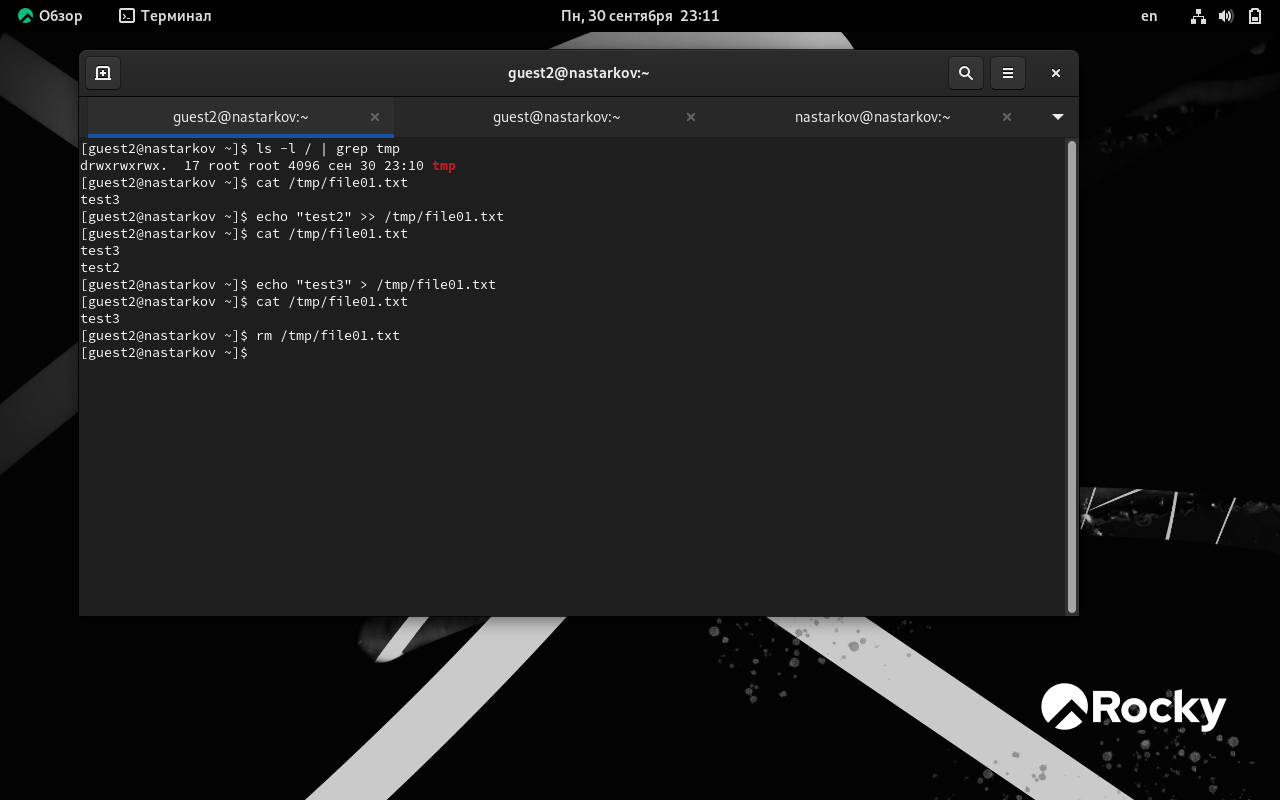 Обзор Терминал Пн, 30 сентября 23:11 en
guest2@nastarkov:~
guest2@nastarkov:~ guest@nastarkov:~ nastarkov@nastarkov:~
[guest2@nastarkov ~]$ ls -l / | grep tmp
drwxrwxrwx.  17 root root 4096 сен 30 23:10 tmp
[guest2@nastarkov ~]$ cat /tmp/file01.txt
test3
[guest2@nastarkov ~]$ echo "test2" >> /tmp/file01.txt
[guest2@nastarkov ~]$ cat /tmp/file01.txt
test3
test2
[guest2@nastarkov ~]$ echo "test3" > /tmp/file01.txt
[guest2@nastarkov ~]$ cat /tmp/file01.txt
test3
[guest2@nastarkov ~]$ rm /tmp/file01.txt
[guest2@nastarkov ~]$
Rocky